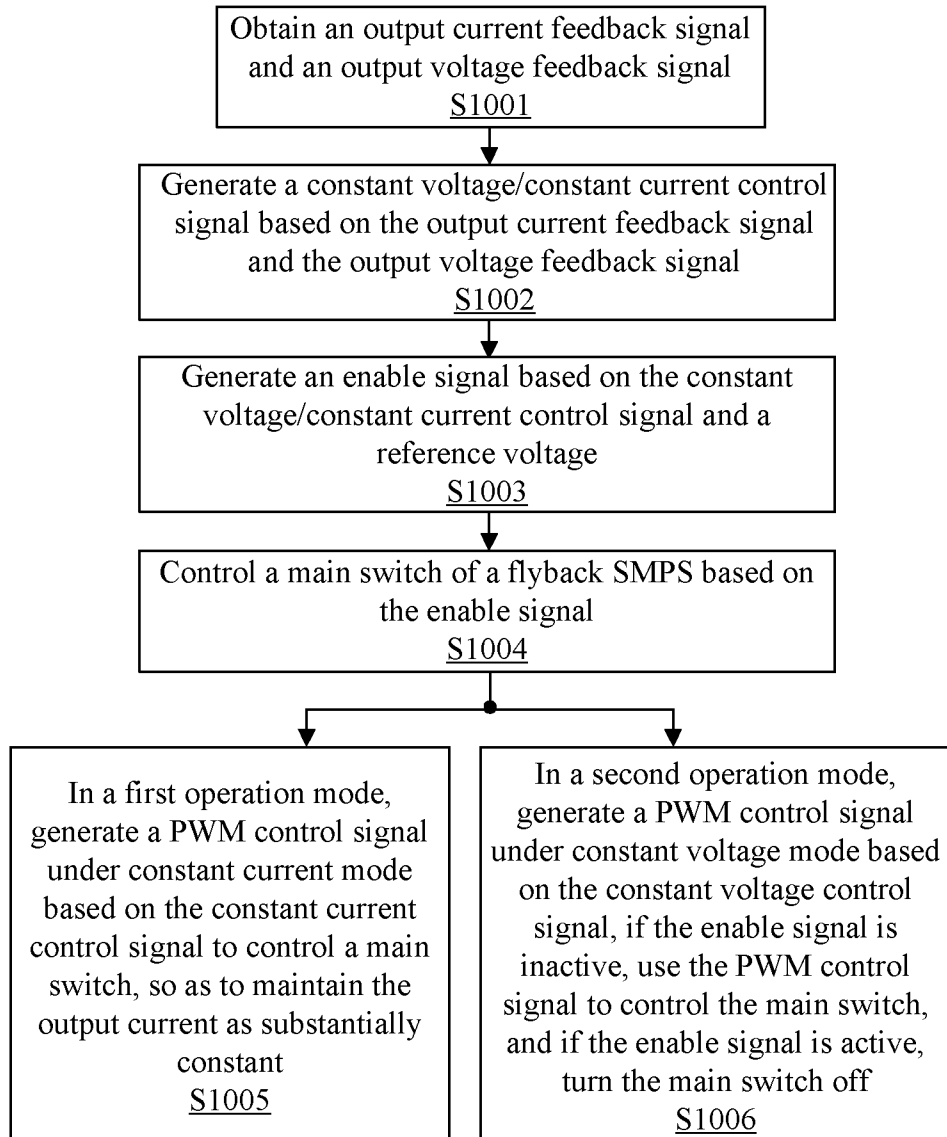 Obtain an output current feedback signal
and an output voltage feedback signal
S1001
Generate a constant voltage/constant current control
signal based on the output current feedback signal
and the output voltage feedback signal
S1002
Generate an enable signal based on the constant
voltage/constant current control signal and a
reference voltage
S1003
Control a main switch of a flyback SMPS based on
the enable signal
S1004
In a first operation mode,
generate a PWM control signal
under constant current mode
based on the constant current
control signal to control a main
switch, so as to maintain the
output current as substantially
constant
S1005
In a second operation mode,
generate a PWM control signal
under constant voltage mode based
on the constant voltage control
signal, if the enable signal is
inactive, use the PWM control
signal to control the main switch,
and if the enable signal is active,
turn the main switch off
S1006